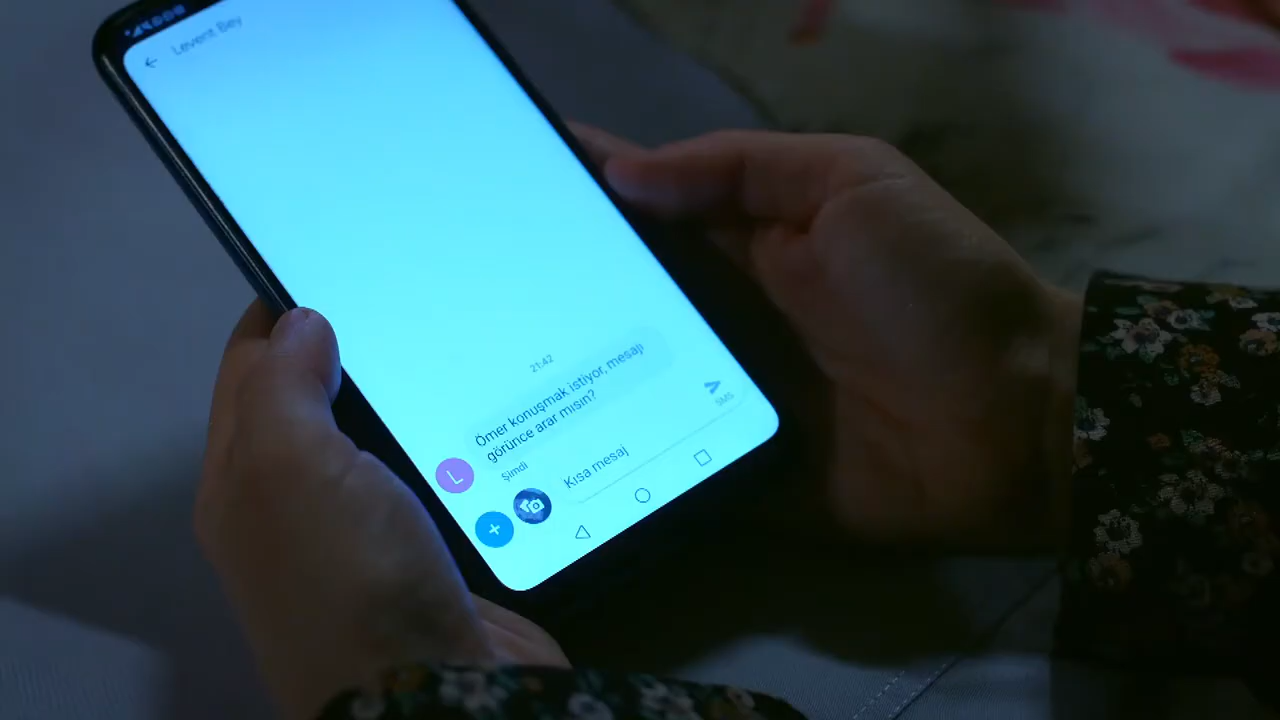 Levent Bey
21:42
Ömer konuşmak istiyor, mesajı
görünce arar mısın?
L
Şimdi
Kısa mesaj
SMS